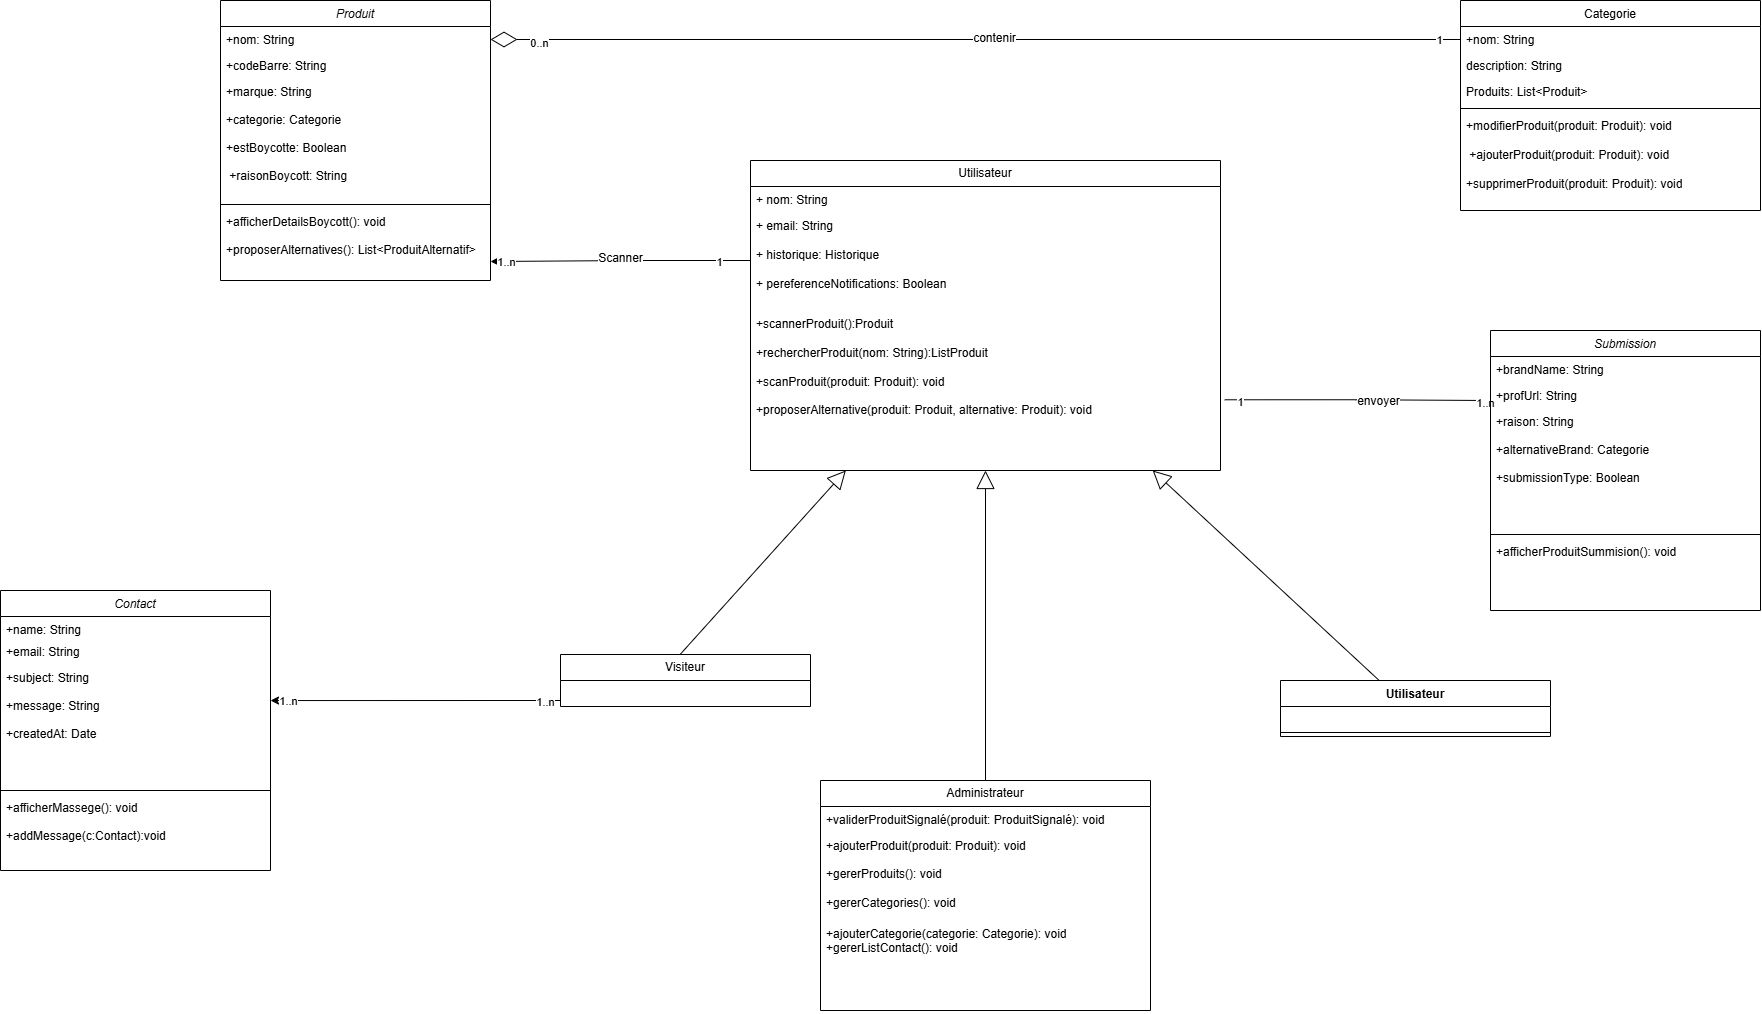 Produit
+nom: String
+codeBarre: String
+marque: String
+categorie: Categorie
+estBoycotte: Boolean
+raisonBoycott: String
+afficherDetailsBoycott(): void
+proposerAlternatives(): List<ProduitAlternatif>
0..n
contenir
1
Categorie
+nom: String
description: String
Produits: List<Produit>
+modifierProduit(produit: Produit): void
+ajouterProduit(produit: Produit): void
+supprimerProduit(produit: Produit): void
1..n
Scanner
1
Utilisateur
+ nom: String
+ email: String
+ historique: Historique
+ pereferenceNotifications: Boolean
+scannerProduit():Produit
+rechercherProduit(nom: String):ListProduit
+scanProduit(produit: Produit): void
+proposerAlternative(produit: Produit, alternative: Produit): void
1
envoyer
1..n
Submission
+brandName: String
+profUrl: String
+raison: String
+alternativeBrand: Categorie
+submissionType: Boolean
+afficherProduitSummision(): void
Contact
+name: String
+email: String
+subject: String
+message: String
+createdAt: Date
+afficherMassege(): void
+addMessage(c:Contact):void
1..n
1..n
Visiteur
Utilisateur
Administrateur
+validerProduitSignalé(produit: ProduitSignalé): void
+ajouterProduit(produit: Produit): void
+gererProduits(): void
+gererCategories(): void
+ajouterCategorie(categorie: Categorie): void
+gererListContact(): void